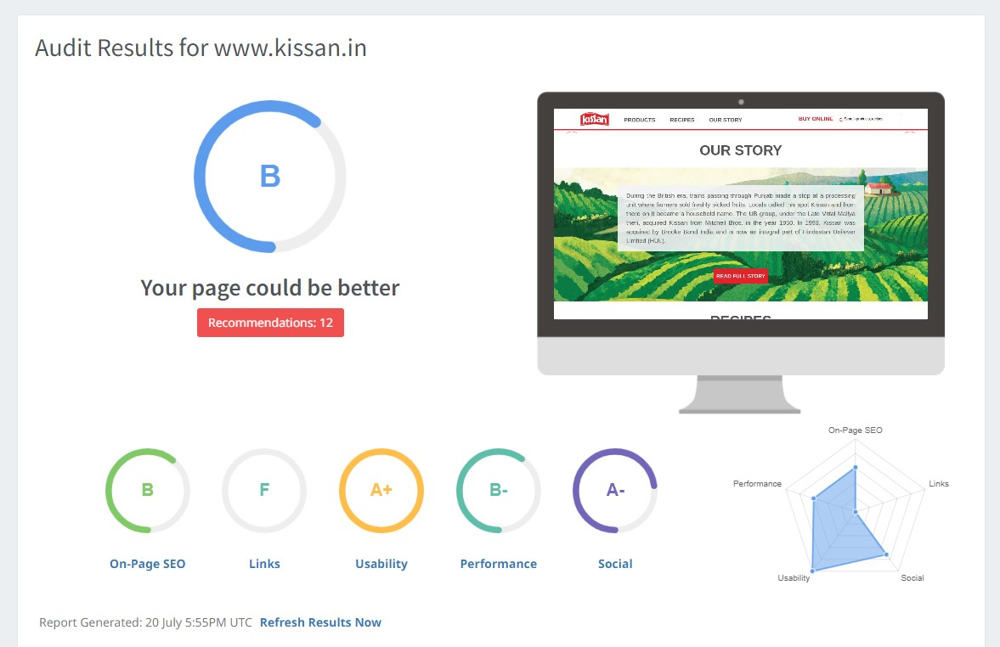 Audit Results for www.kissan.in
B
Your page could be better
Recommendations: 12
kissan
PRODUCTS RECIPES OUR STORY BUY ONLINE Search products, recipes
OUR STORY
During the British era, trains passing through Punjab made a stop at a processing
unit where farmers sold freshly picked fruits. Locals called this spot Kissan and from
there on it became a household name. The UB group, under the Late Vittal Mallya
then, acquired Kissan from Mitchell Bros. in the year 1950. In 1993, Kissan was
acquired by Brooke Bond India and is now an integral part of Hindustan Unilever
Limited (HUL).
READ FULL STORY
RECIPES
B
F
A+
B-
A-
On-Page SEO
Links
Usability
Performance
Social
On-Page SEO
Links
Social
Usability
Performance
Report Generated: 20 July 5:55PM UTC Refresh Results Now